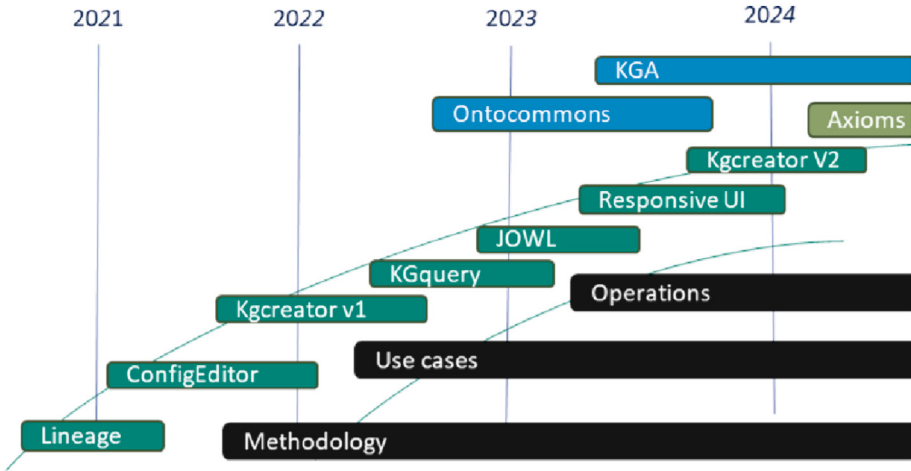 2021
2022
2023
2024
KGA
Ontocommons
Axioms
Kgcreator V2
Responsive UI
JOWL
KGquery
Operations
Kgcreator v1
Use cases
ConfigEditor
Lineage
Methodology